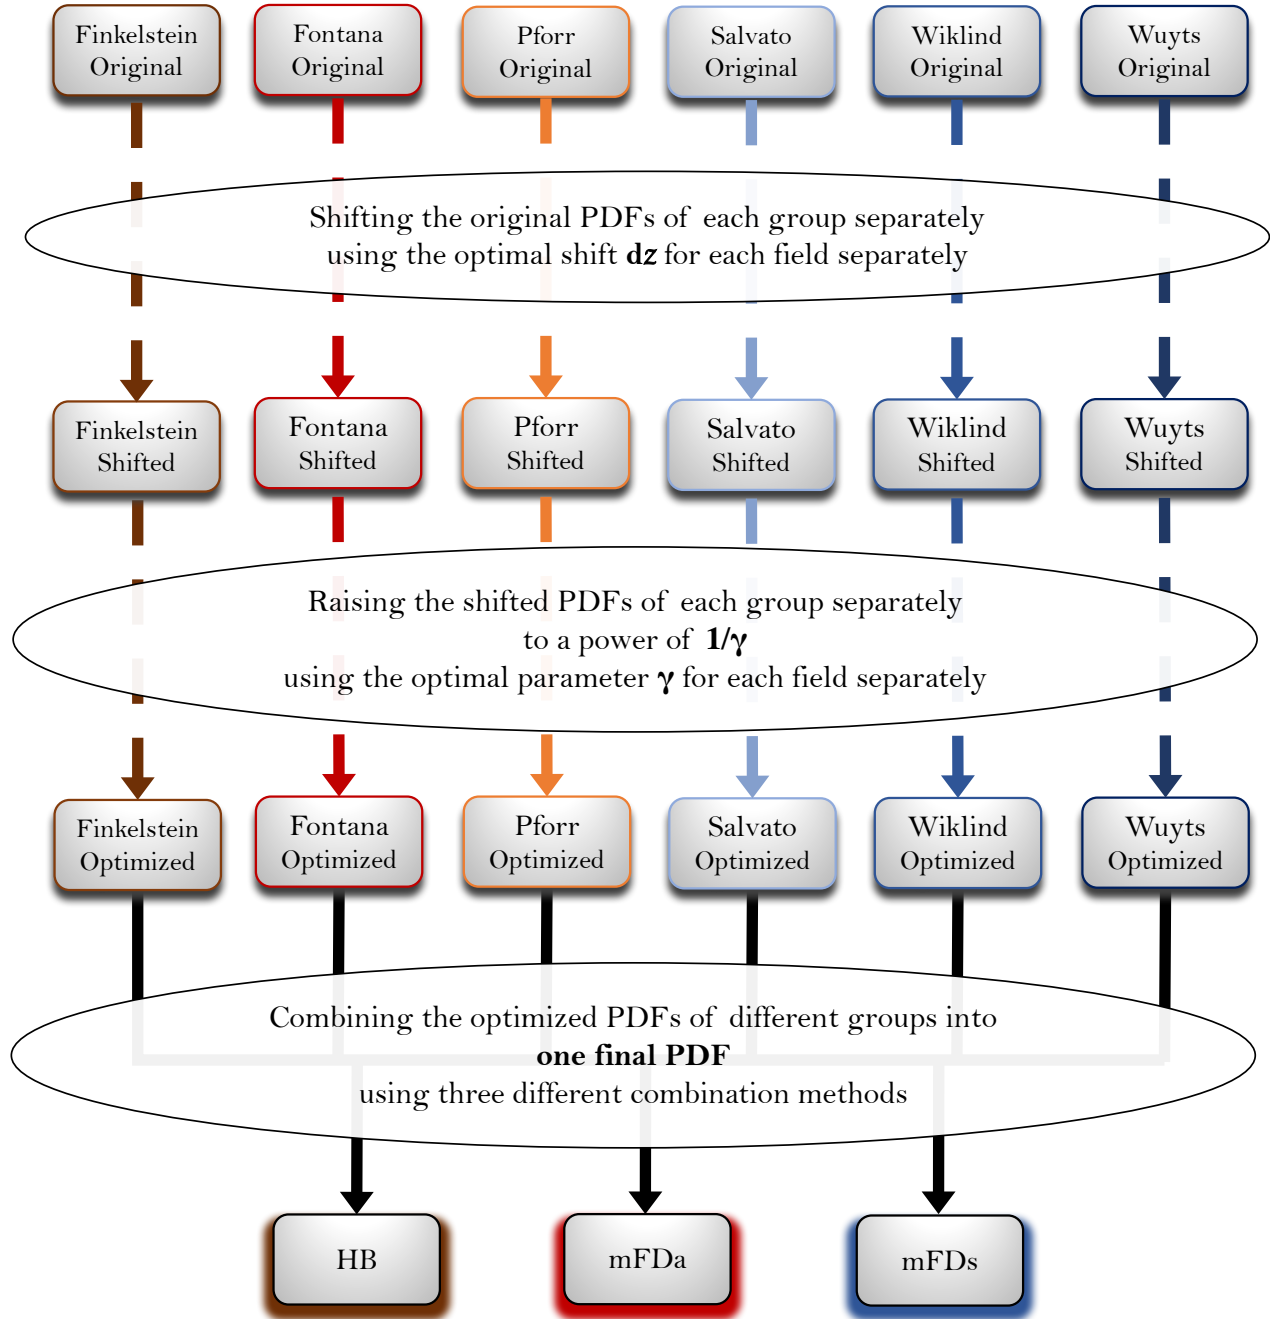 Finkelstein
Original
Fontana
Original
Pforr
Original
Salvato
Original
Wiklind
Original
Wuyts
Original
Shifting the original PDFs of each group separately
using the optimal shift dz for each field separately
Finkelstein
Shifted
Fontana
Shifted
Pforr
Shifted
Salvato
Shifted
Wiklind
Shifted
Wuyts
Shifted
Raising the shifted PDFs of each group separately
to a power of 1/γ
using the optimal parameter γ for each field separately
Finkelstein
Optimized
Fontana
Optimized
Pforr
Optimized
Salvato
Optimized
Wiklind
Optimized
Wuyts
Optimized
Combining the optimized PDFs of different groups into
one final PDF
using three different combination methods
HB
mFDa
mFDs